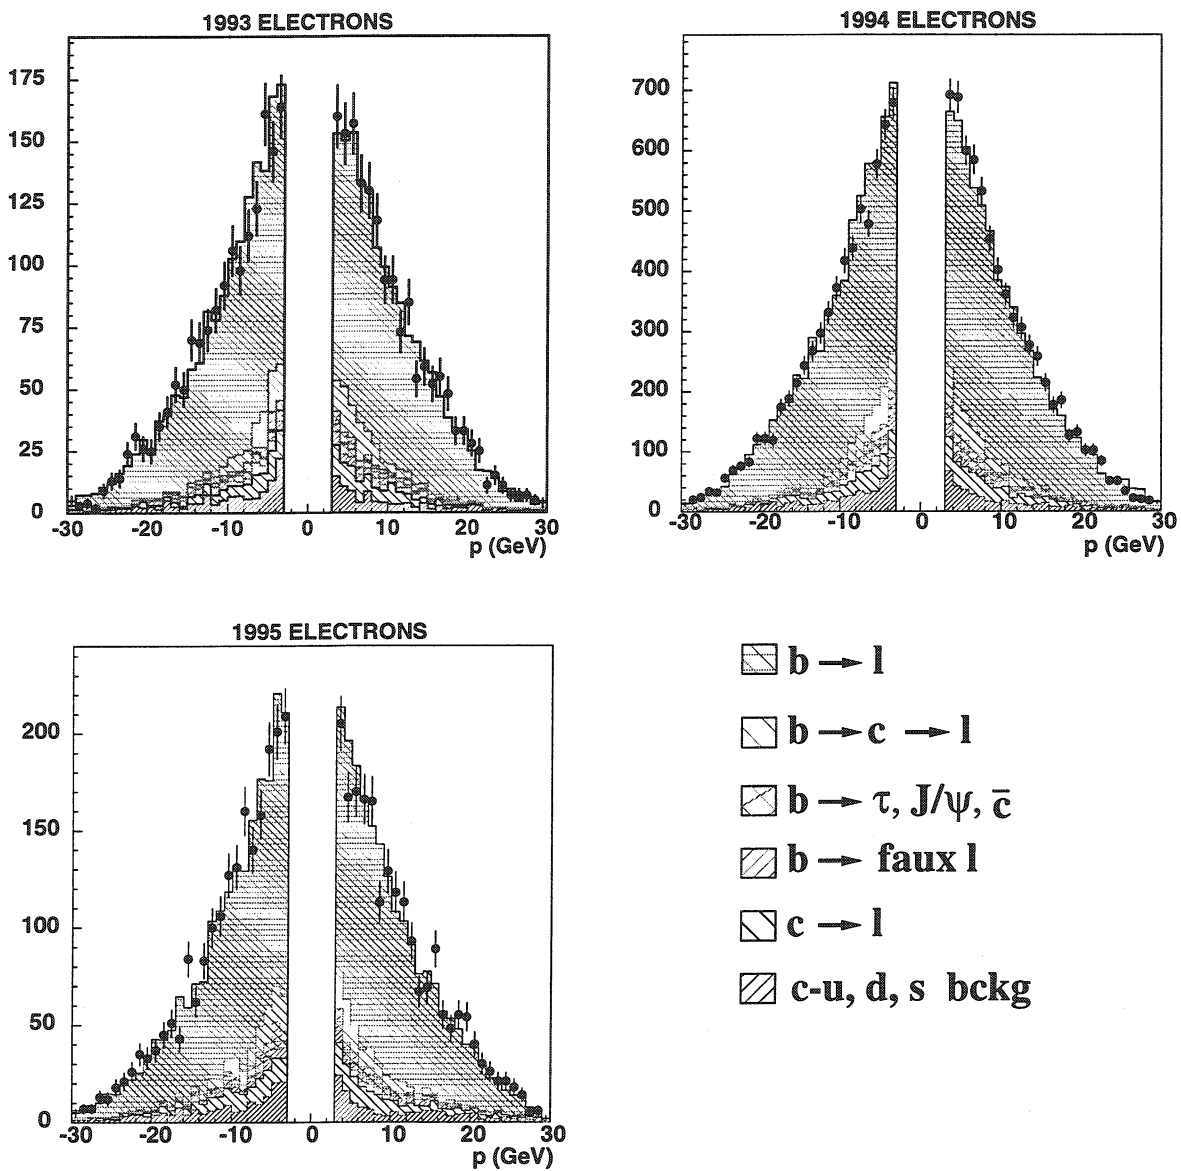 1993 ELECTRONS
175
150
125
100
75
50
25
0
-30 -20 -10 0 10 20 30
p (GeV)
1994 ELECTRONS
700
600
500
400
300
200
100
0
-30 -20 -10 0 10 20 30
p (GeV)
1995 ELECTRONS
200
150
100
50
0
-30 -20 -10 0 10 20 30
p (GeV)
b → l
b → c → l
b → τ, J/ψ, c̄
b → faux l
c → l
c-u, d, s bckg